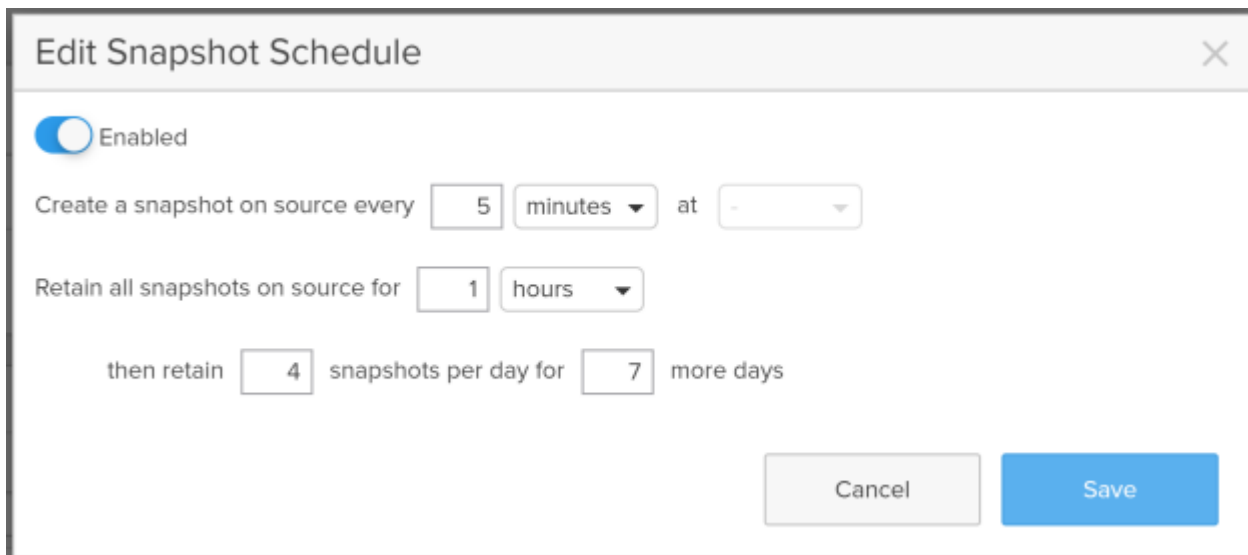 Edit Snapshot Schedule
Enabled
Create a snapshot on source every 5 minutes at -
Retain all snapshots on source for 1 hours
then retain 4 snapshots per day for 7 more days
Cancel Save